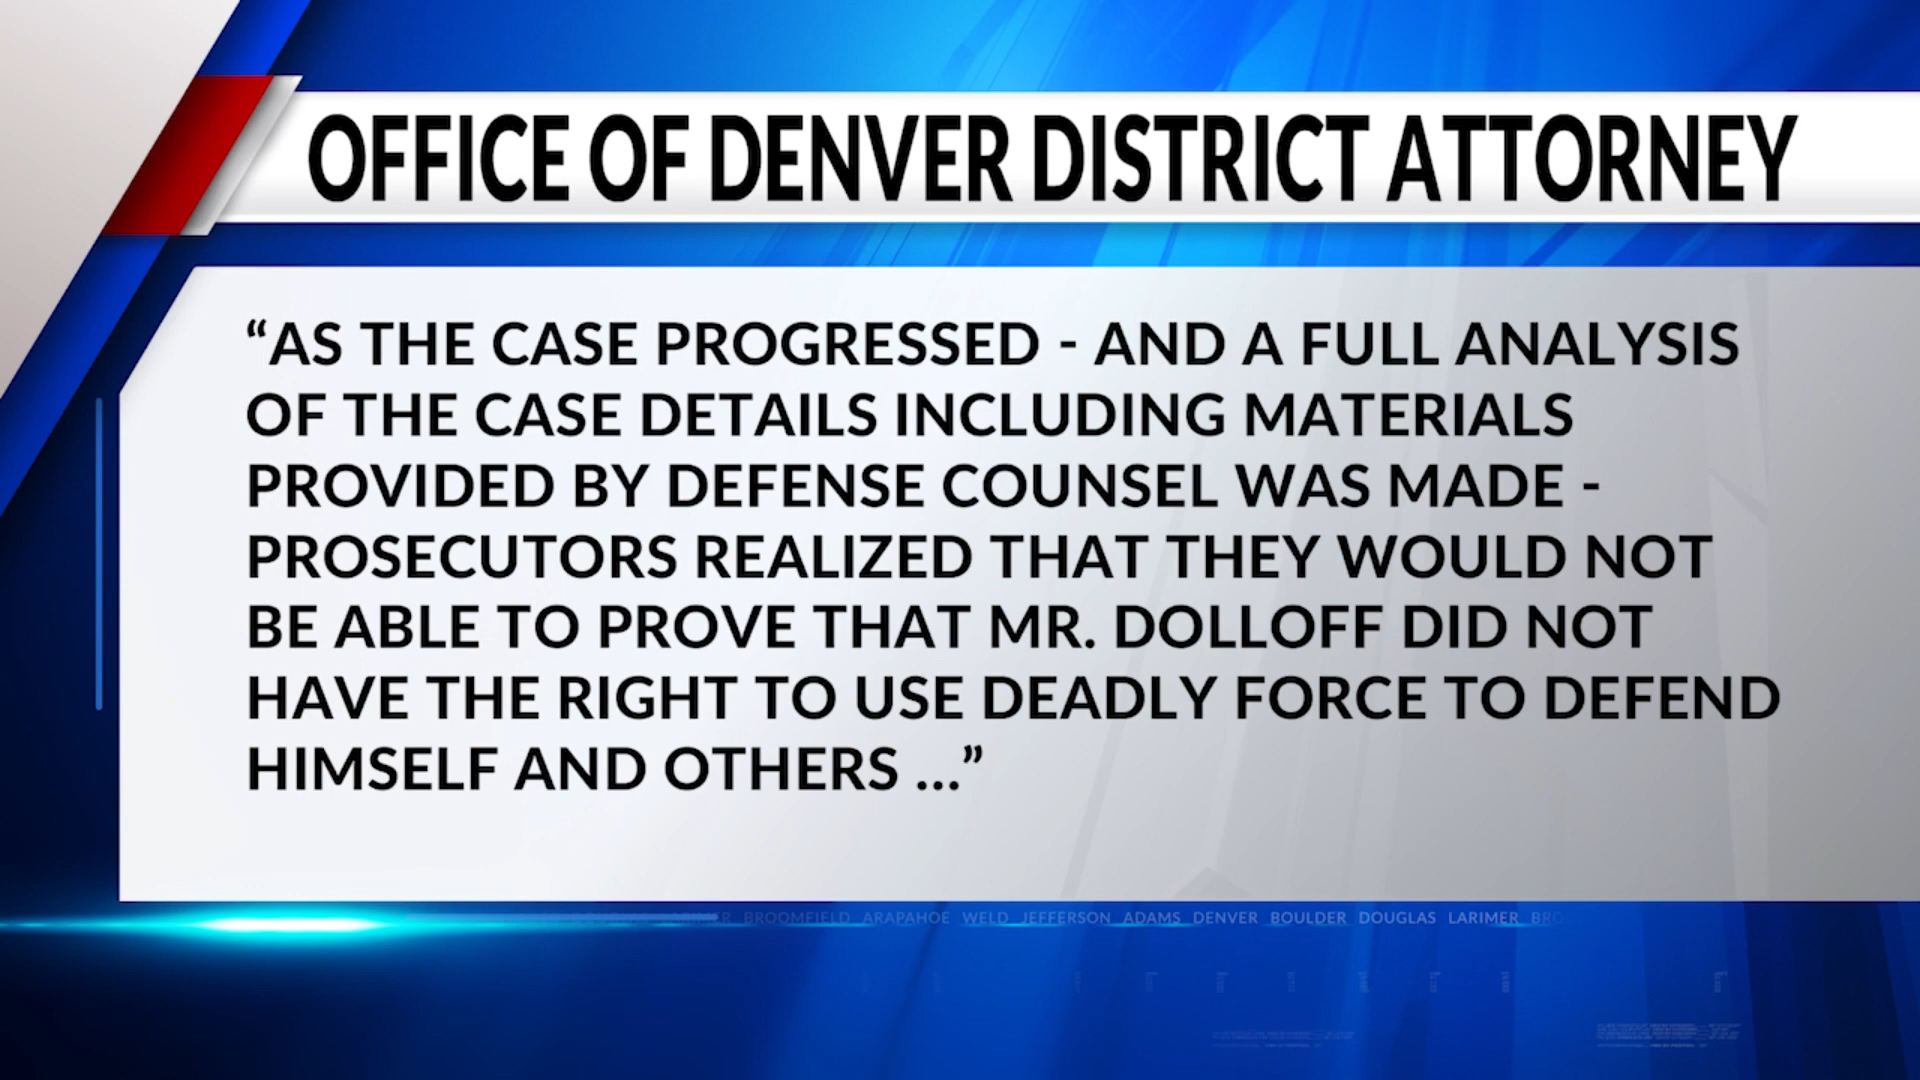 OFFICE OF DENVER DISTRICT ATTORNEY
“AS THE CASE PROGRESSED - AND A FULL ANALYSIS
OF THE CASE DETAILS INCLUDING MATERIALS
PROVIDED BY DEFENSE COUNSEL WAS MADE -
PROSECUTORS REALIZED THAT THEY WOULD NOT
BE ABLE TO PROVE THAT MR. DOLLOFF DID NOT
HAVE THE RIGHT TO USE DEADLY FORCE TO DEFEND
HIMSELF AND OTHERS ...”
BROOMFIELD ARAPAHOE WELD JEFFERSON ADAMS DENVER BOULDER DOUGLAS LARIMER